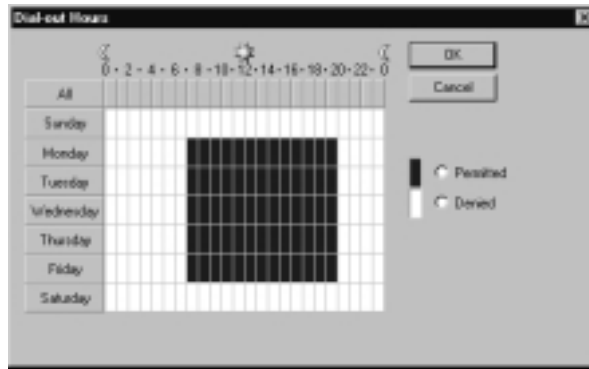 Dial-out Hours
0 • 2 • 4 • 6 • 8 • 10 • 12 • 14 • 16 • 18 • 20 • 22 • 0
OK
Cancel
All
Sunday
Monday
Tuesday
Wednesday
Thursday
Friday
Saturday
Permitted
Denied